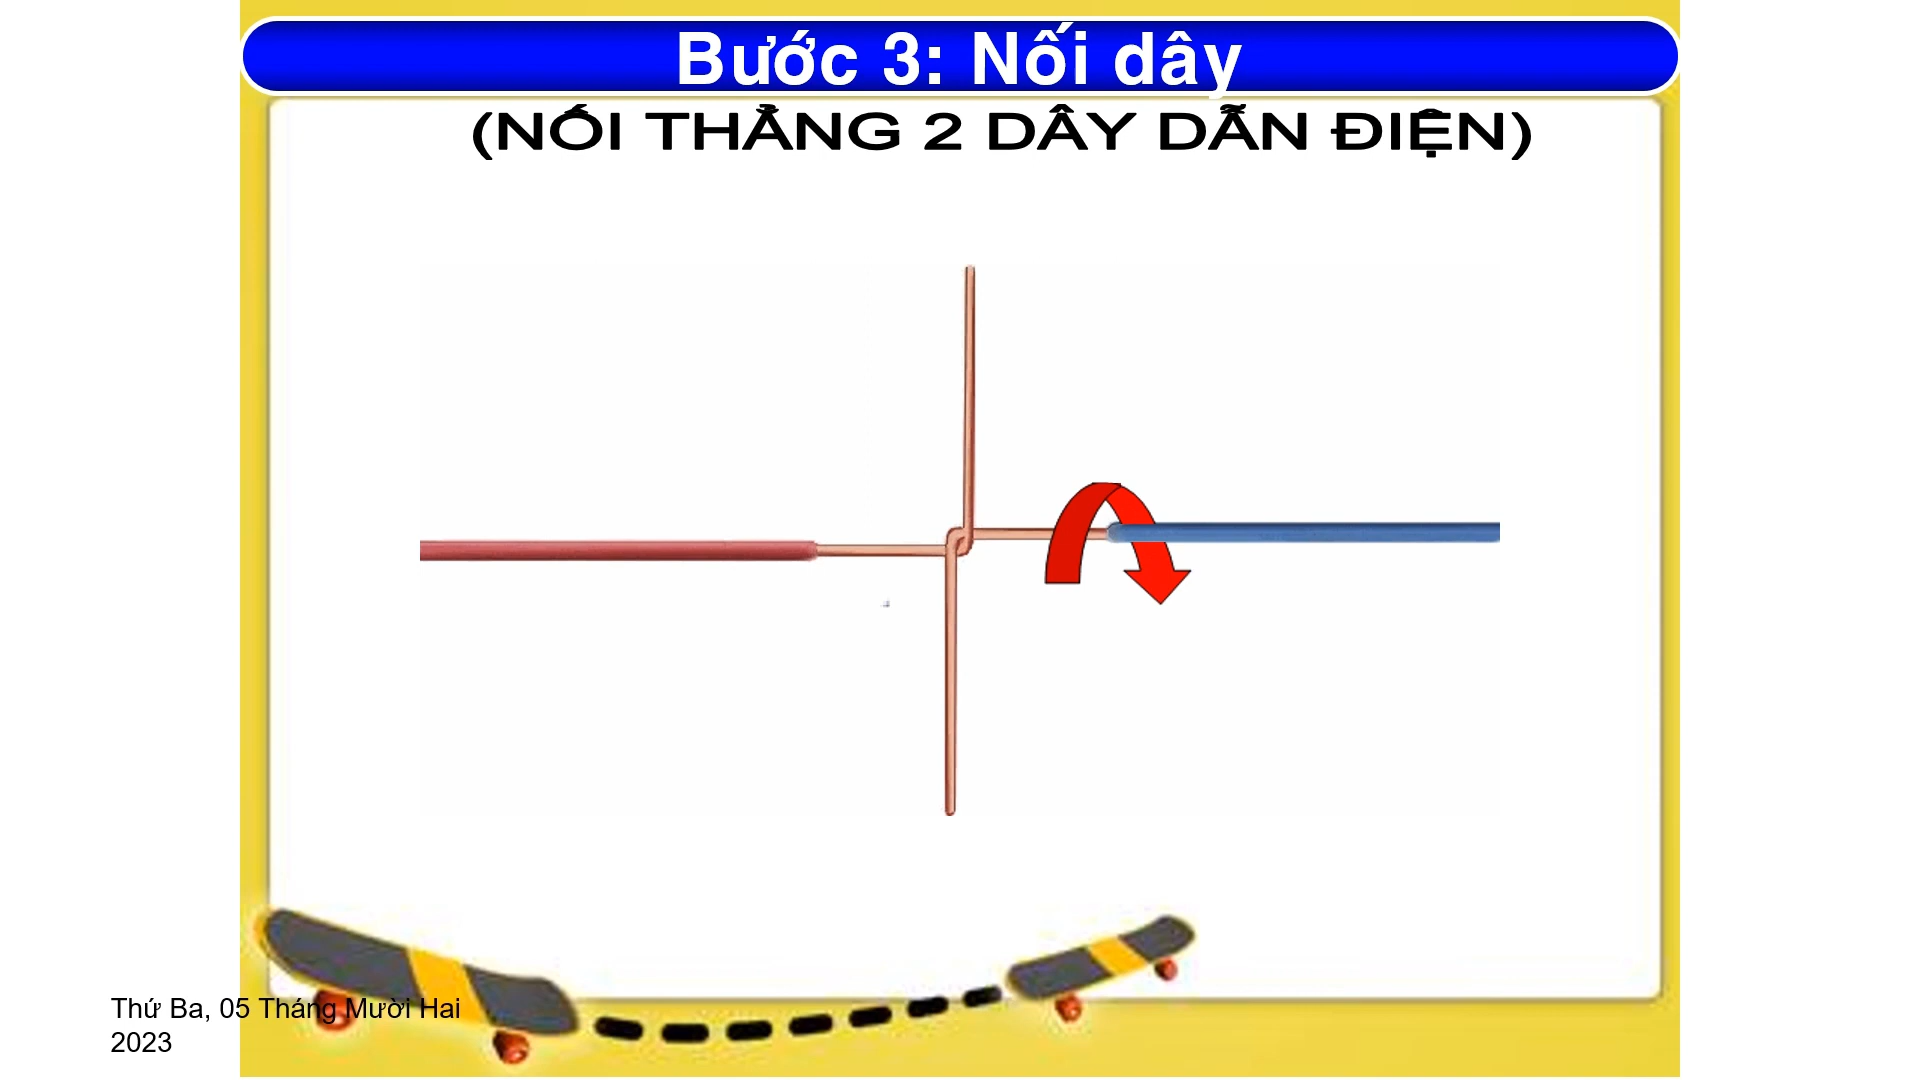 Bước 3: Nối dây
(NỐI THẲNG 2 DÂY DẪN ĐIỆN)
Thứ Ba, 05 Tháng Mười Hai
2023